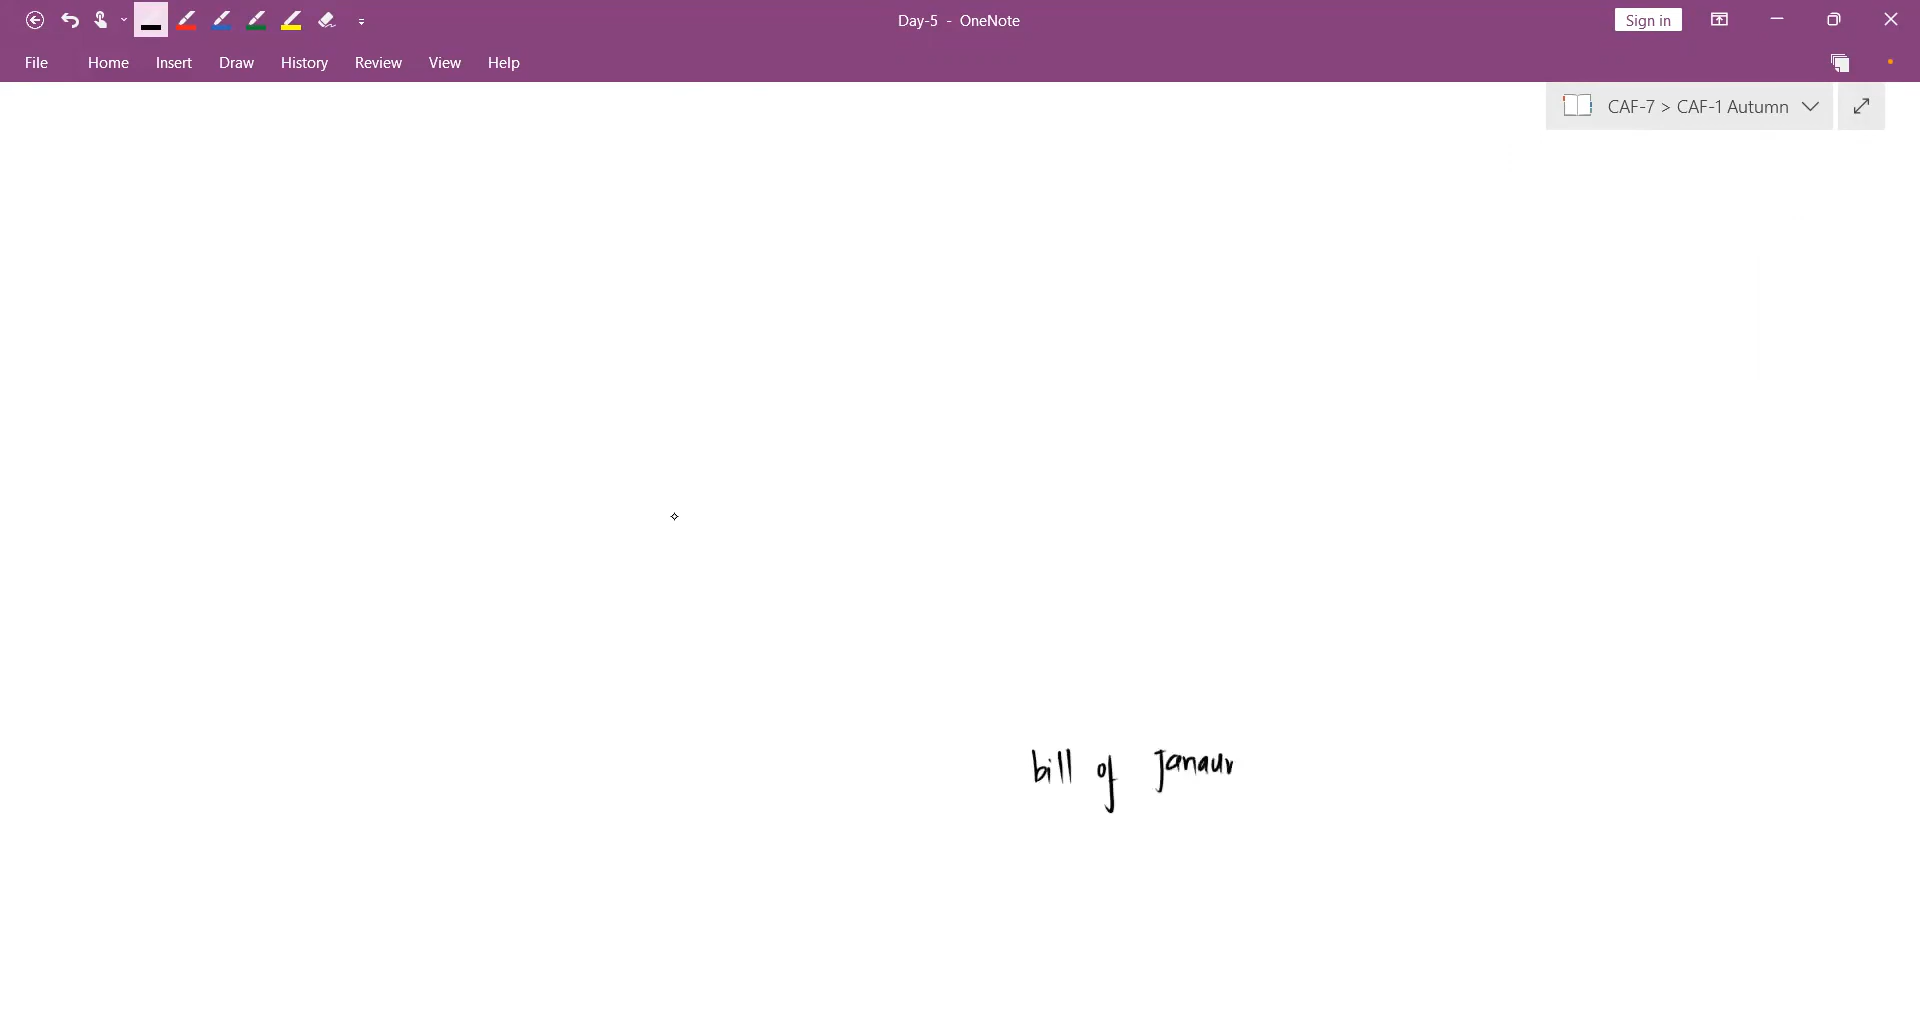 Day-5 - OneNote
Sign in
File Home Insert Draw History Review View Help
CAF-7 > CAF-1 Autumn
bill of Janaur